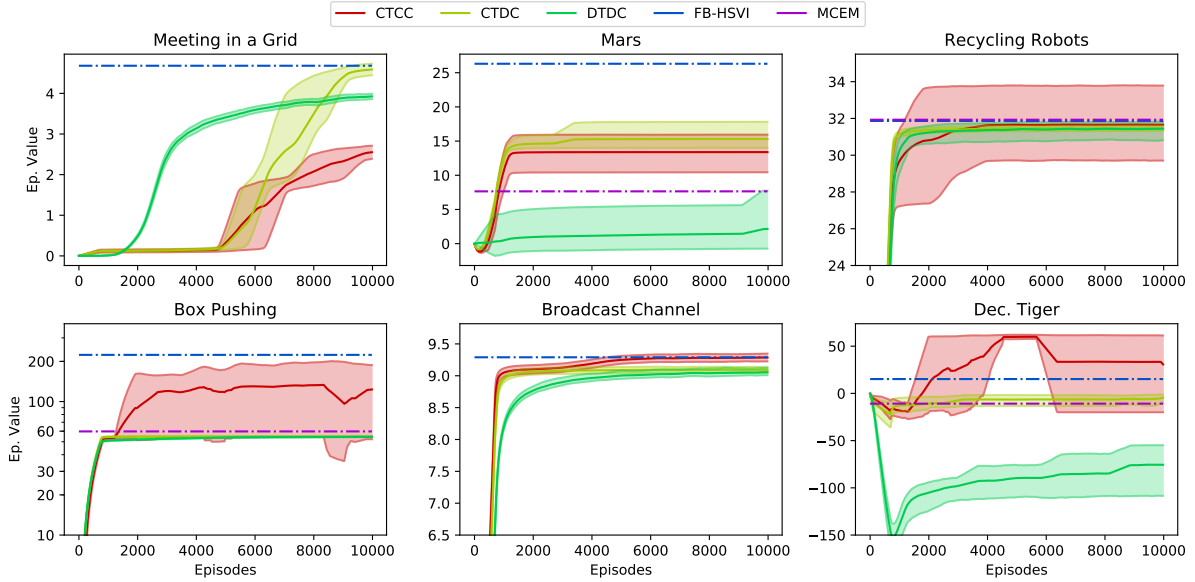 CTCC CTDC DTDC FB-HSVI MCEM
Meeting in a Grid
Ep. Value
4
3
2
1
0
0 2000 4000 6000 8000 10000
Mars
25
20
15
10
5
0
0 2000 4000 6000 8000 10000
Recycling Robots
34
32
30
28
26
24
0 2000 4000 6000 8000 10000
Box Pushing
Ep. Value
200
100
60
30
20
10
0 2000 4000 6000 8000 10000
Episodes
Broadcast Channel
9.5
9.0
8.5
8.0
7.5
7.0
6.5
0 2000 4000 6000 8000 10000
Episodes
Dec. Tiger
50
0
−50
−100
−150
0 2000 4000 6000 8000 10000
Episodes